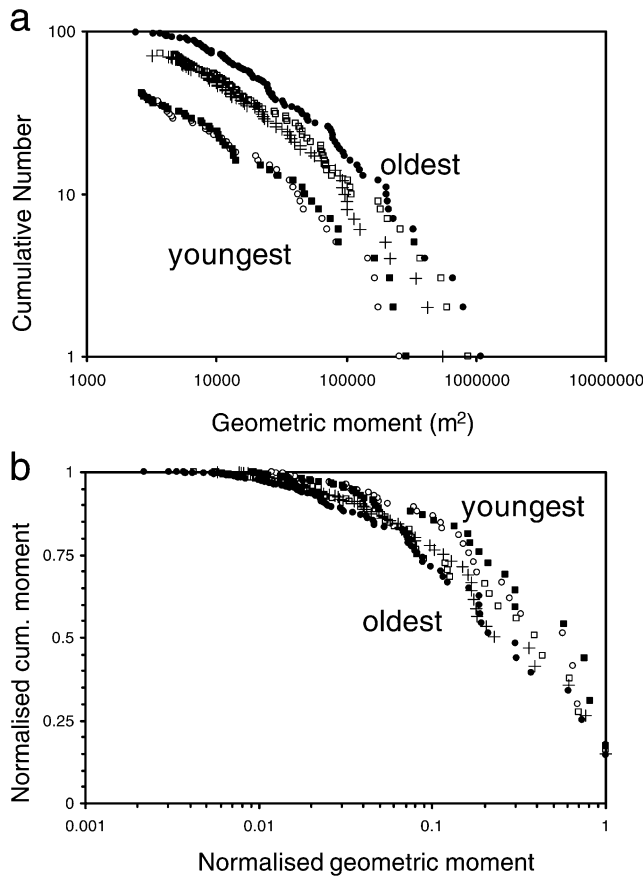 a
100
10
1
Cumulative Number
oldest
youngest
1000 10000 100000 1000000 10000000
Geometric moment (m²)
b
1
0.75
0.5
0.25
0
Normalised cum. moment
youngest
oldest
0.001 0.01 0.1 1
Normalised geometric moment